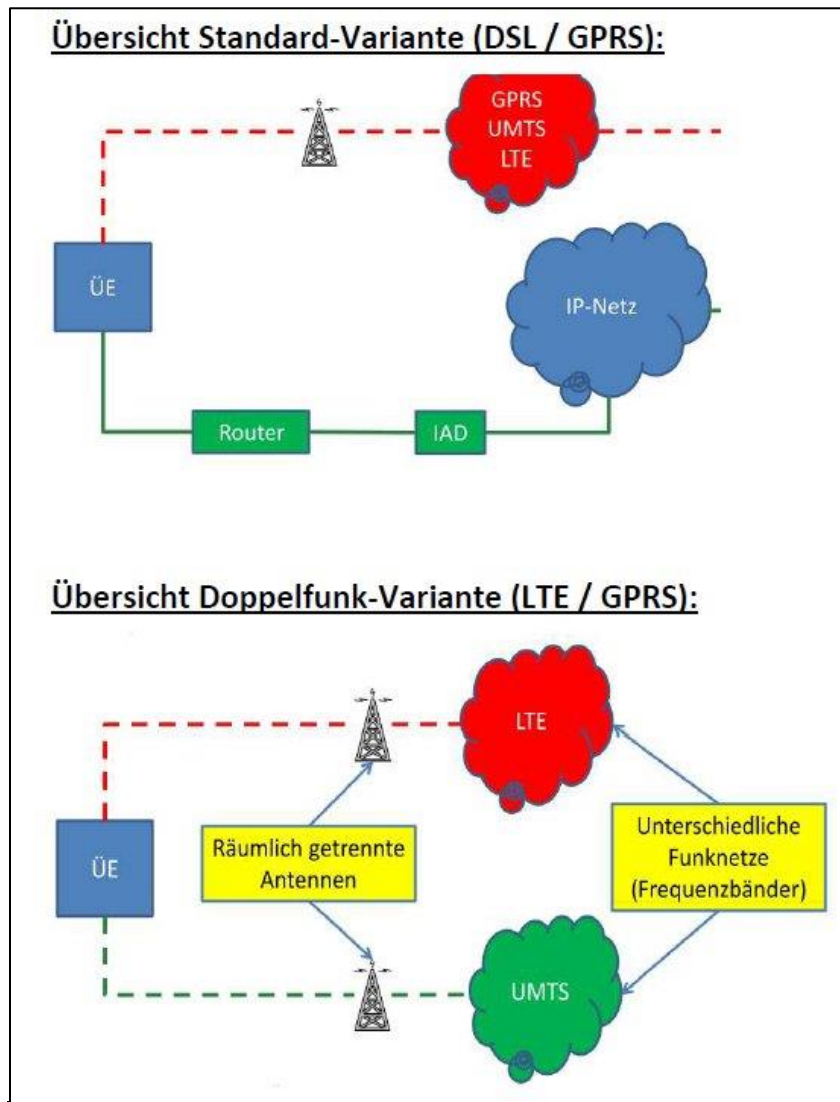 Übersicht Standard-Variante (DSL / GPRS):
GPRS
UMTS
LTE
ÜE
IP-Netz
Router
IAD
Übersicht Doppelfunk-Variante (LTE / GPRS):
LTE
Räumlich getrennte
Antennen
Unterschiedliche
Funknetze
(Frequenzbänder)
ÜE
UMTS